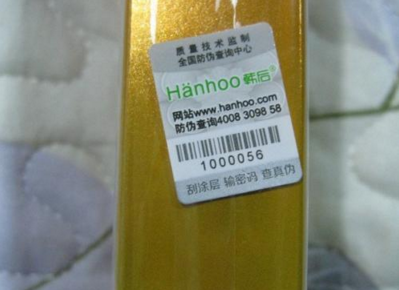 质量技术监制
全国防伪查询中心
Hanhoo韩后®
网站www.hanhoo.com
防伪查询4008 3098 58
1000056
刮涂层 输密码 查真伪